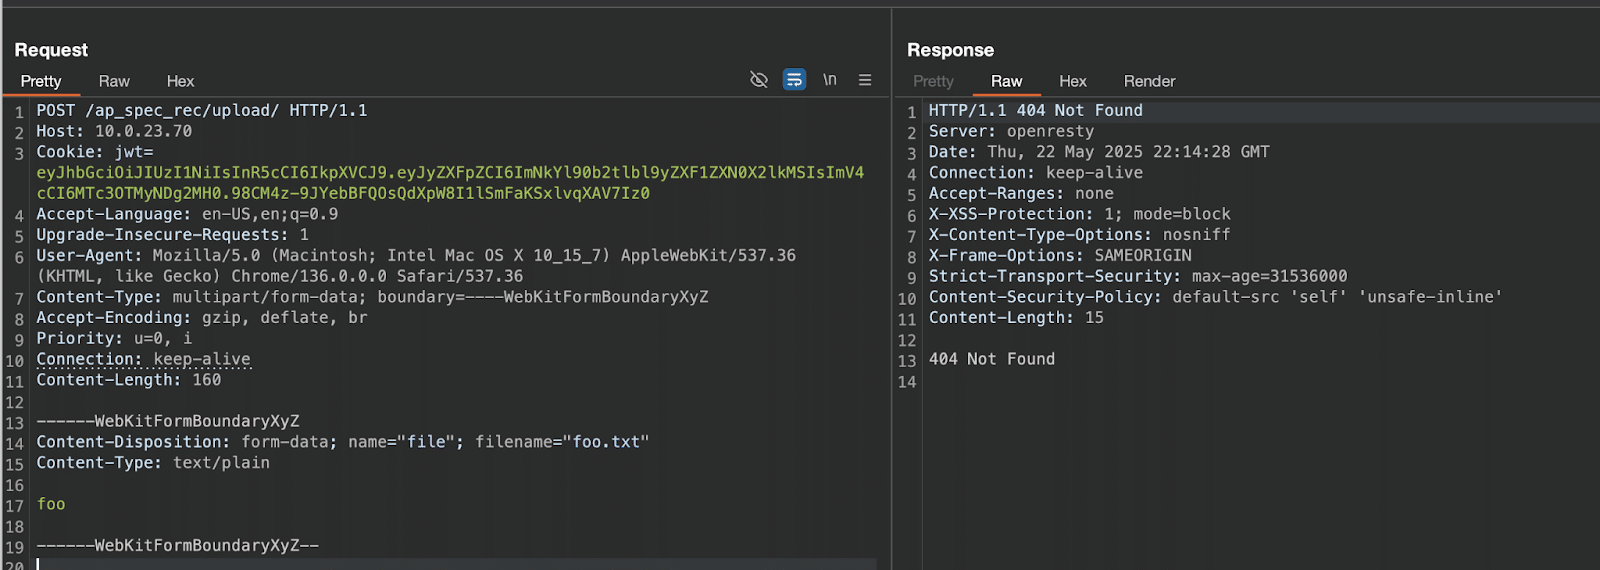 Request
Pretty Raw Hex
\n
1 POST /ap_spec_rec/upload/ HTTP/1.1
2 Host: 10.0.23.70
3 Cookie: jwt=
eyJhbGciOiJIUzI1NiIsInR5cCI6IkpXVCJ9.eyJyZXFpZCI6ImNkYl90b2tlbl9yZXF1ZXN0X2lkMSIsImV4
cCI6MTc3OTMyNDg2MH0.98CM4z-9JYebBFQOsQdXpW8I1lSmFaKSxlvqXAV7Iz0
4 Accept-Language: en-US,en;q=0.9
5 Upgrade-Insecure-Requests: 1
6 User-Agent: Mozilla/5.0 (Macintosh; Intel Mac OS X 10_15_7) AppleWebKit/537.36
(KHTML, like Gecko) Chrome/136.0.0.0 Safari/537.36
7 Content-Type: multipart/form-data; boundary=----WebKitFormBoundaryXyZ
8 Accept-Encoding: gzip, deflate, br
9 Priority: u=0, i
10 Connection: keep-alive
11 Content-Length: 160
12
13 ------WebKitFormBoundaryXyZ
14 Content-Disposition: form-data; name="file"; filename="foo.txt"
15 Content-Type: text/plain
16
17 foo
18
19 ------WebKitFormBoundaryXyZ--
20
Response
Pretty Raw Hex Render
1 HTTP/1.1 404 Not Found
2 Server: openresty
3 Date: Thu, 22 May 2025 22:14:28 GMT
4 Connection: keep-alive
5 Accept-Ranges: none
6 X-XSS-Protection: 1; mode=block
7 X-Content-Type-Options: nosniff
8 X-Frame-Options: SAMEORIGIN
9 Strict-Transport-Security: max-age=31536000
10 Content-Security-Policy: default-src 'self' 'unsafe-inline'
11 Content-Length: 15
12
13 404 Not Found
14